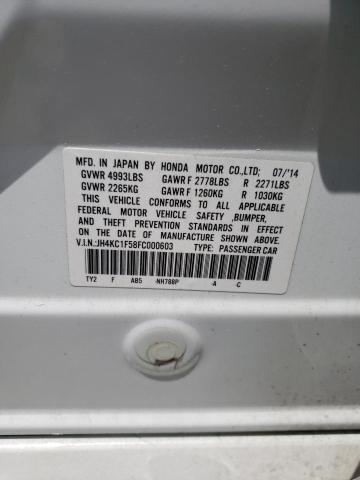 MFD. IN JAPAN BY HONDA MOTOR CO.,LTD; 07/'14
GVWR 4993LBS GAWR F 2778LBS R 2271LBS
GVWR 2265KG GAWR F 1260KG R 1030KG
THIS VEHICLE CONFORMS TO ALL APPLICABLE
FEDERAL MOTOR VEHICLE SAFETY ,BUMPER,
AND THEFT PREVENTION STANDARDS IN EFFECT
ON THE DATE OF MANUFACTURE SHOWN ABOVE.
V.I.N.:JH4KC1F58FC000603 TYPE: PASSENGER CAR
TY2 F AB5 -NH788P -A -C